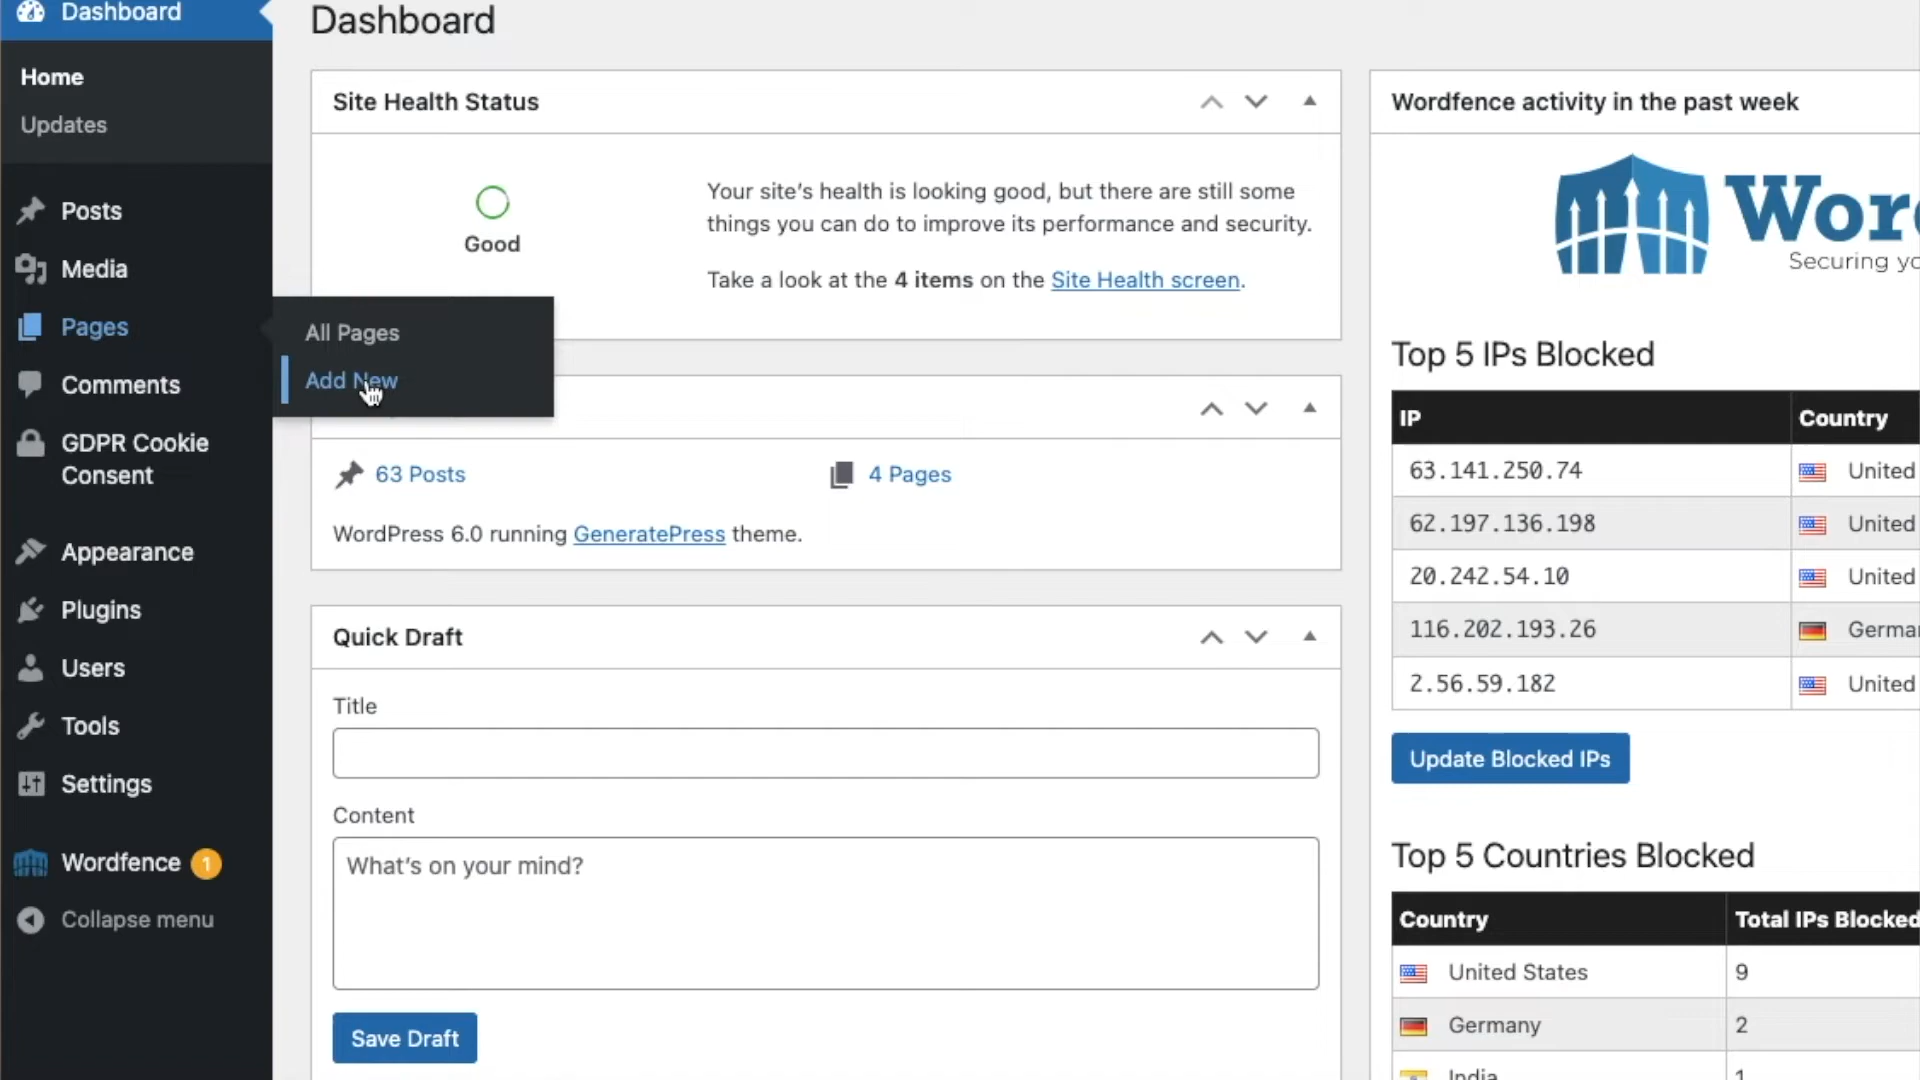 Dashboard
Home
Updates
Posts
Media
Pages
Comments
GDPR Cookie
Consent
Appearance
Plugins
Users
Tools
Settings
Wordfence 1
Collapse menu
All Pages
Add New
Dashboard
Site Health Status
Good
Your site's health is looking good, but there are still some
things you can do to improve its performance and security.
Take a look at the 4 items on the Site Health screen.
63 Posts
4 Pages
WordPress 6.0 running GeneratePress theme.
Quick Draft
Title
Content
What's on your mind?
Save Draft
Wordfence activity in the past week
Wor
Securing yo
Top 5 IPs Blocked
IP Country
63.141.250.74 United
62.197.136.198 United
20.242.54.10 United
116.202.193.26 Germa
2.56.59.182 United
Update Blocked IPs
Top 5 Countries Blocked
Country Total IPs Blocked
United States 9
Germany 2
India 1